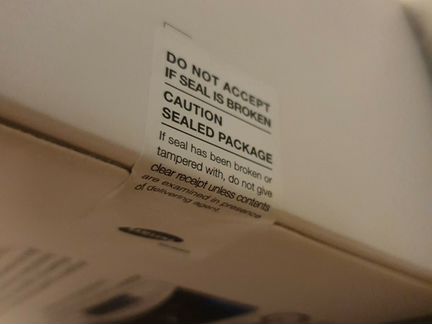 DO NOT ACCEPT
IF SEAL IS BROKEN
CAUTION
SEALED PACKAGE
If seal has been broken or
tampered with, do not give
clear receipt unless contents
are examined in presence
of delivering agent